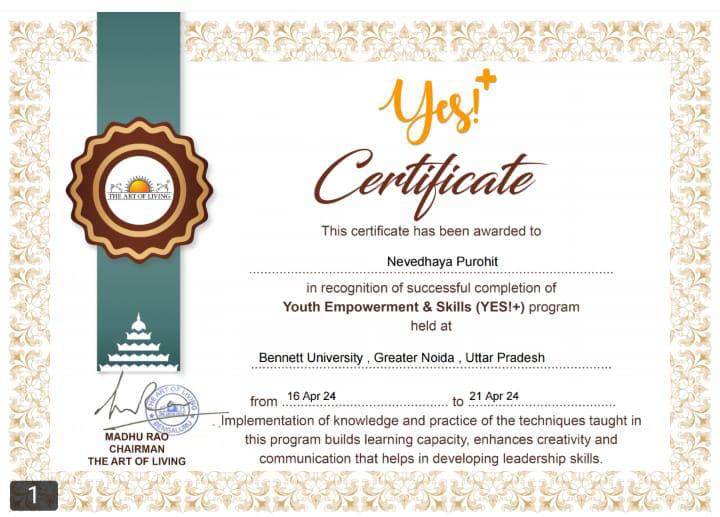 Yes!+
Certificate
THE ART OF LIVING
This certificate has been awarded to
Nevedhaya Purohit
in recognition of successful completion of
Youth Empowerment & Skills (YES!+) program
held at
Bennett University , Greater Noida , Uttar Pradesh
from 16 Apr 24 to 21 Apr 24
Implementation of knowledge and practice of the techniques taught in
this program builds learning capacity, enhances creativity and
communication that helps in developing leadership skills.
THE ART OF LIVING
BENGALURU
MADHU RAO
CHAIRMAN
THE ART OF LIVING
1